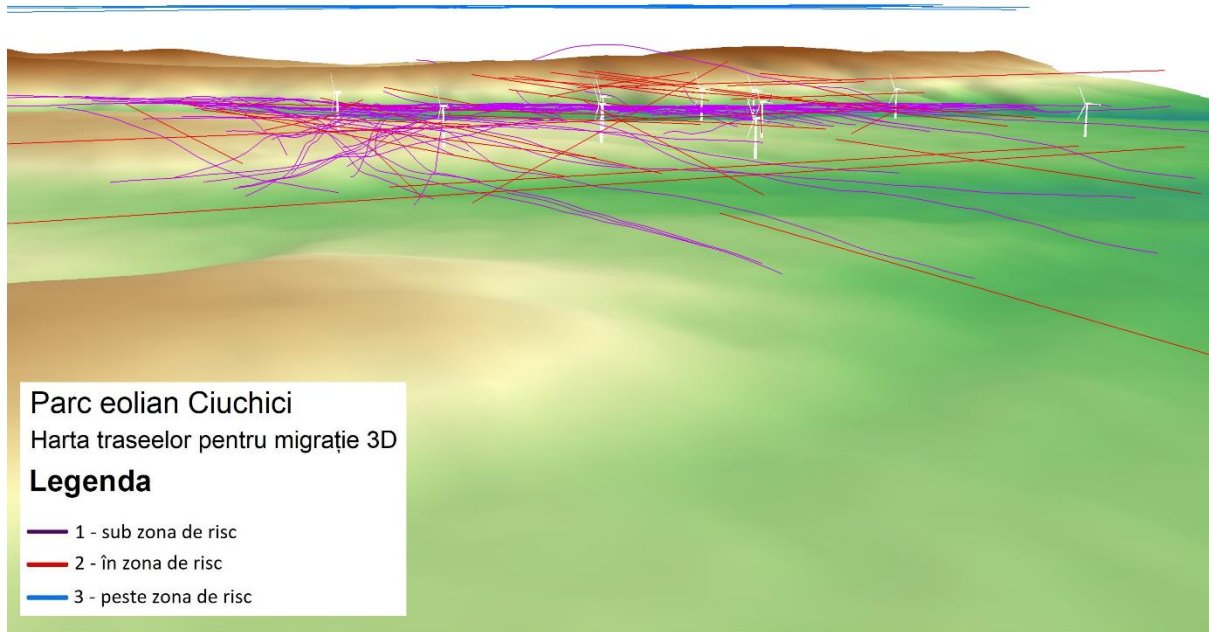 Parc eolian Ciuchici
Harta traseelor pentru migrație 3D
Legenda
1 - sub zona de risc
2 - în zona de risc
3 - peste zona de risc